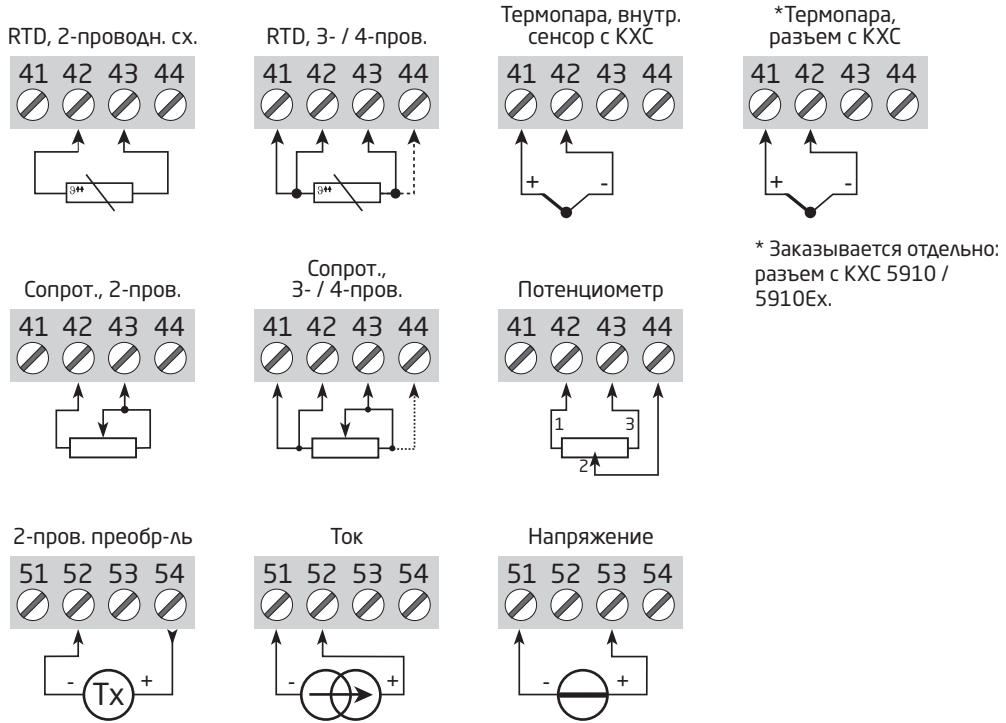 RTD, 2-проводн. сх.
41 42 43 44
RTD, 3- / 4-пров.
41 42 43 44
Термопара, внутр.
сенсор с КХС
41 42 43 44
+ -
*Термопара,
разъем с КХС
41 42 43 44
+ -
* Заказывается отдельно:
разъем с КХС 5910 /
5910Ex.
Сопрот., 2-пров.
41 42 43 44
Сопрот.,
3- / 4-пров.
41 42 43 44
Потенциометр
41 42 43 44
1 3
2
2-пров. преобр-ль
51 52 53 54
- Tx +
Ток
51 52 53 54
- +
Напряжение
51 52 53 54
- +